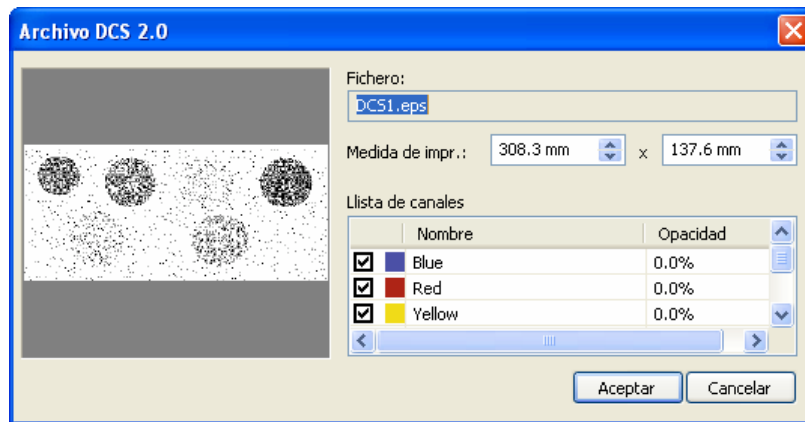 Archivo DCS 2.0
Fichero:
DCS1.eps
Medida de impr.: 308.3 mm x 137.6 mm
Llista de canales
Nombre Opacidad
Blue 0.0%
Red 0.0%
Yellow 0.0%
Aceptar Cancelar